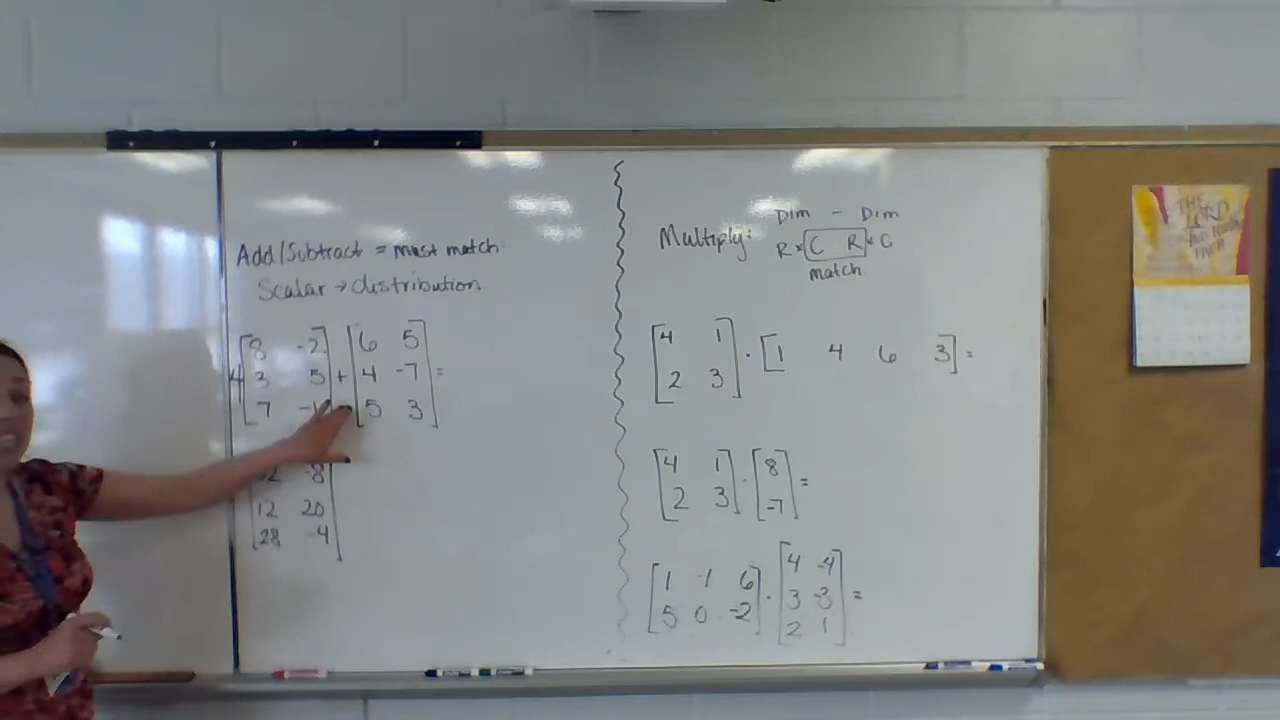 Add/Subtract = must match:
Scalar → distribution
4 [8 -2] + [6 5] =
[3 5] [4 -7]
[7 ] [5 3]
-8
12 20
28 -4
Multiply:
Dim - Dim
R × C R × C
match
[4 1] · [1 4 6 3] =
[2 3]
[4 1] · [8] =
[2 3] [-7]
[1 -1 6] · [4 -4] =
[5 0 -2] [3 -3]
[2 1]
THE
LORD